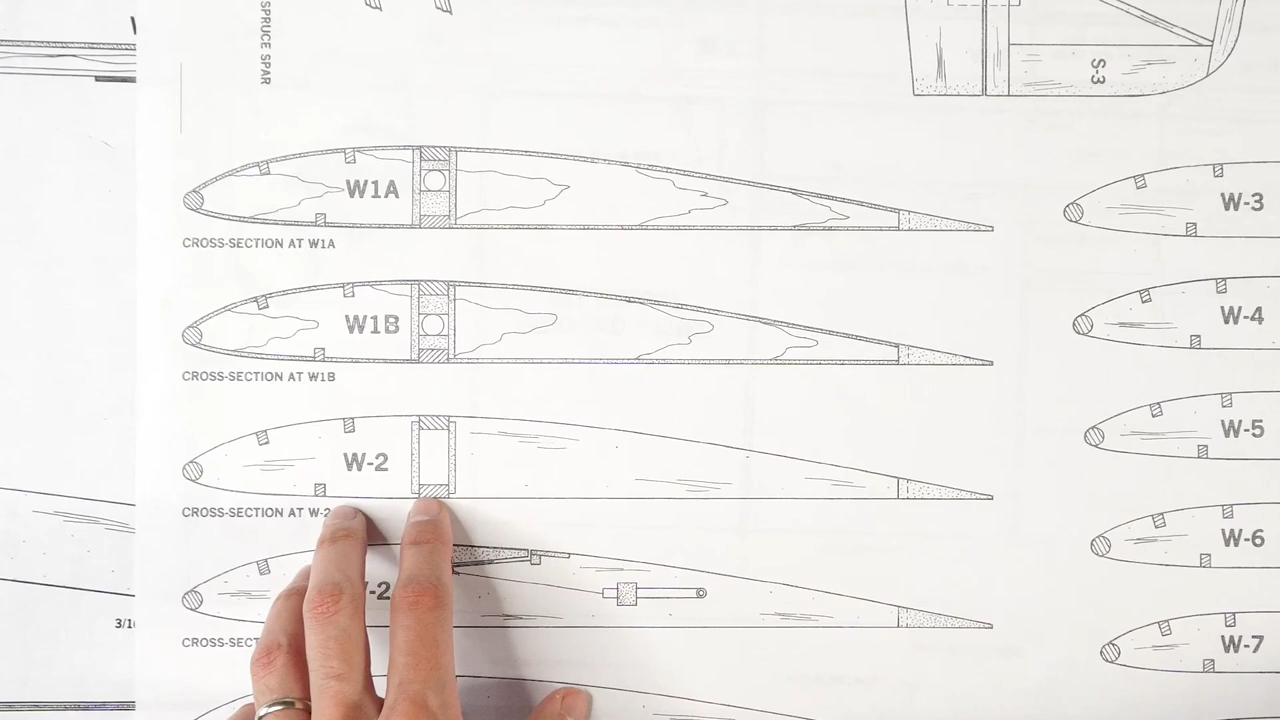 SPRUCE SPAR
S-3
W1A
CROSS-SECTION AT W1A
W1B
CROSS-SECTION AT W1B
W-2
CROSS-SECTION AT W-2
-2
CROSS-SECT
3/1
W-3
W-4
W-5
W-6
W-7